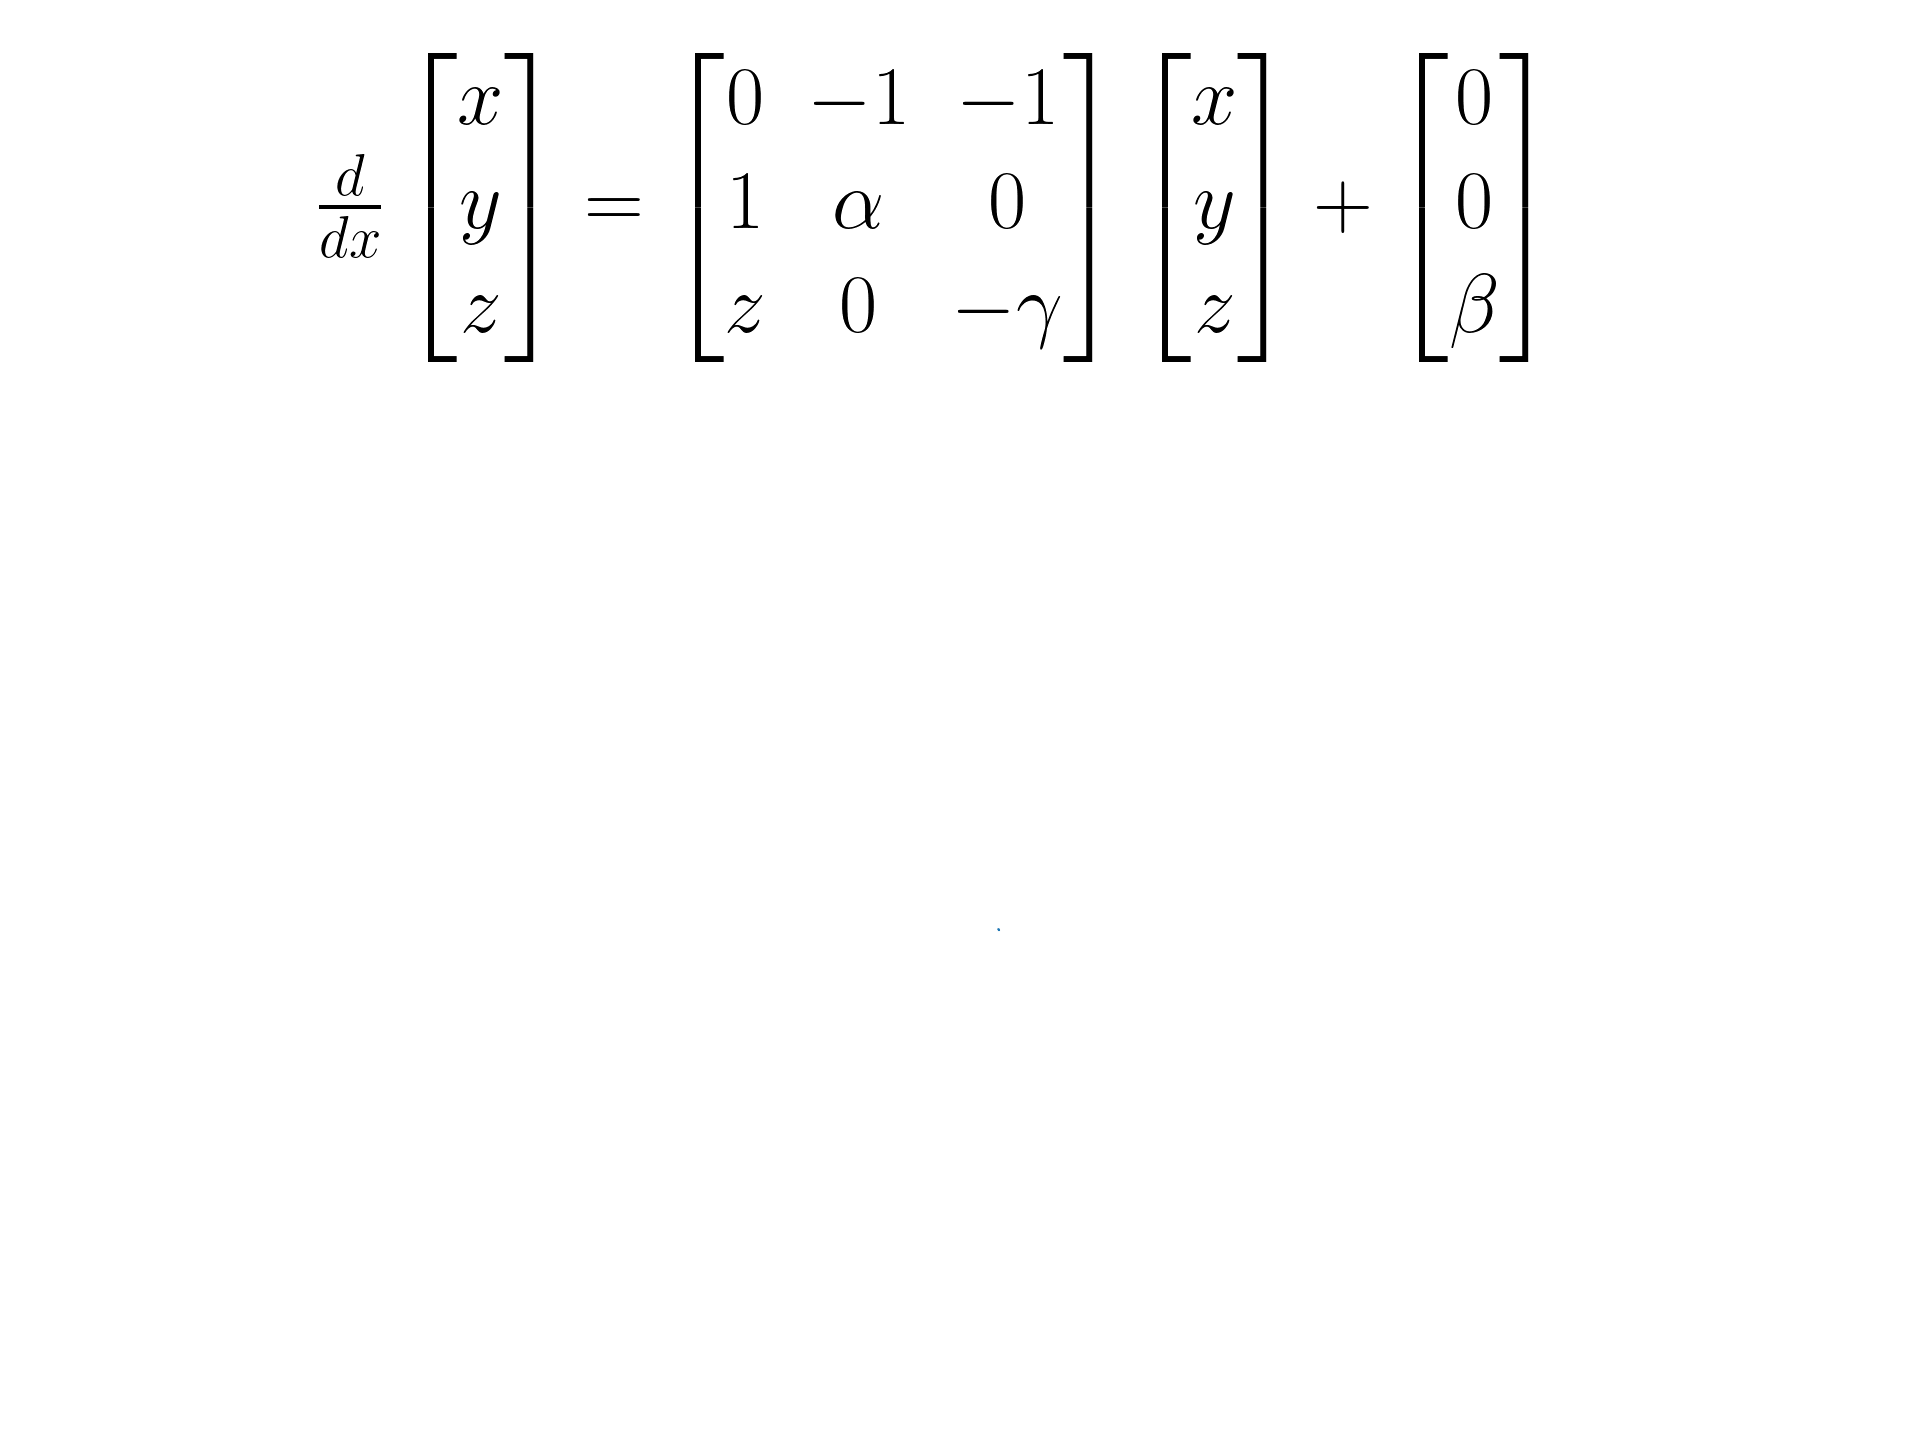 \frac{d}{dx} \begin{bmatrix} x \\ y \\ z \end{bmatrix} = \begin{bmatrix} 0 & -1 & -1 \\ 1 & \alpha & 0 \\ z & 0 & -\gamma \end{bmatrix} \begin{bmatrix} x \\ y \\ z \end{bmatrix} + \begin{bmatrix} 0 \\ 0 \\ \beta \end{bmatrix}